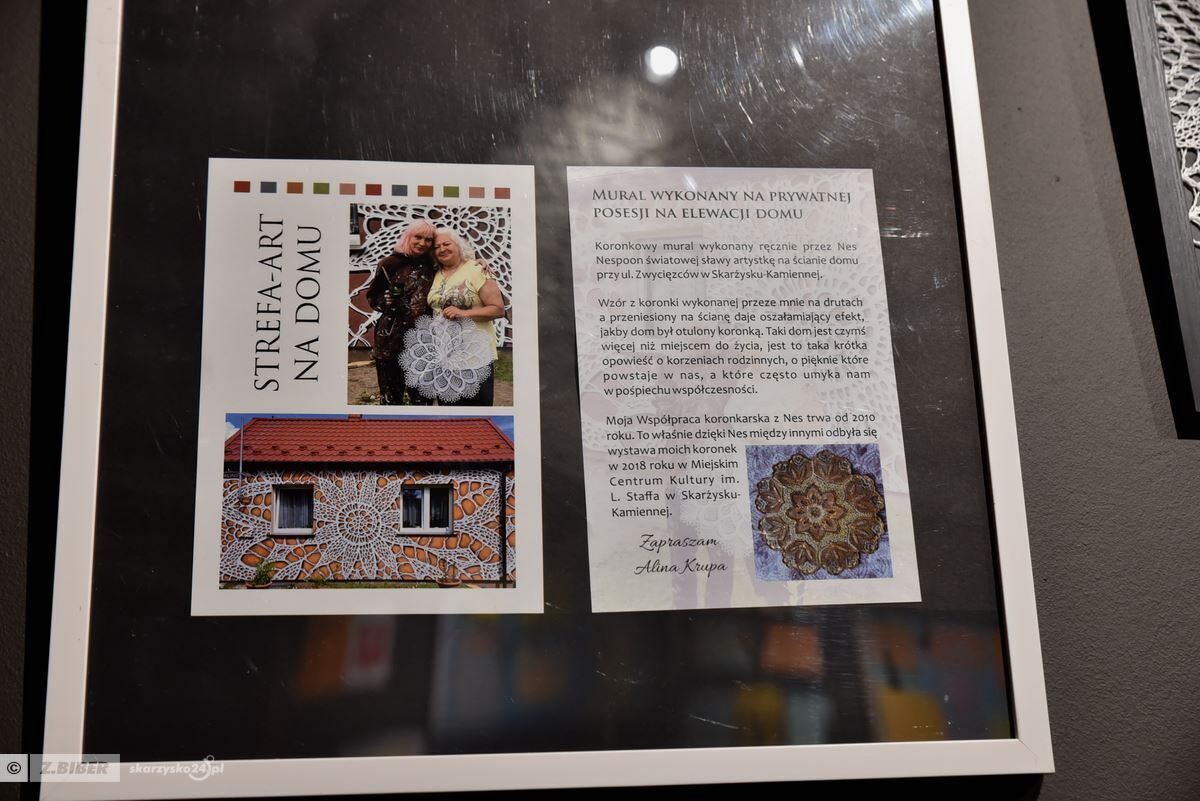 STREFA-ART
NA DOMU
MURAL WYKONANY NA PRYWATNEJ
POSESJI NA ELEWACJI DOMU
Koronkowy mural wykonany ręcznie przez Nes
Nespoon światowej sławy artystkę na ścianie domu
przy ul. Zwycięzców w Skarżysku-Kamiennej.
Wzór z koronki wykonanej przeze mnie na drutach
a przeniesiony na ścianę daje oszałamiający efekt,
jakby dom był otulony koronką. Taki dom jest czymś
więcej niż miejscem do życia, jest to taka krótka
opowieść o korzeniach rodzinnych, o pięknie które
powstaje w nas, a które często umyka nam
w pośpiechu współczesności.
Moja Współpraca koronkarska z Nes trwa od 2010
roku. To właśnie dzięki Nes między innymi odbyła się
wystawa moich koronek
w 2018 roku w Miejskim
Centrum Kultury im.
L. Staffa w Skarżysku-
Kamiennej.
Zapraszam
Alina Krupa
© Z.BIBER skarzysko24.pl